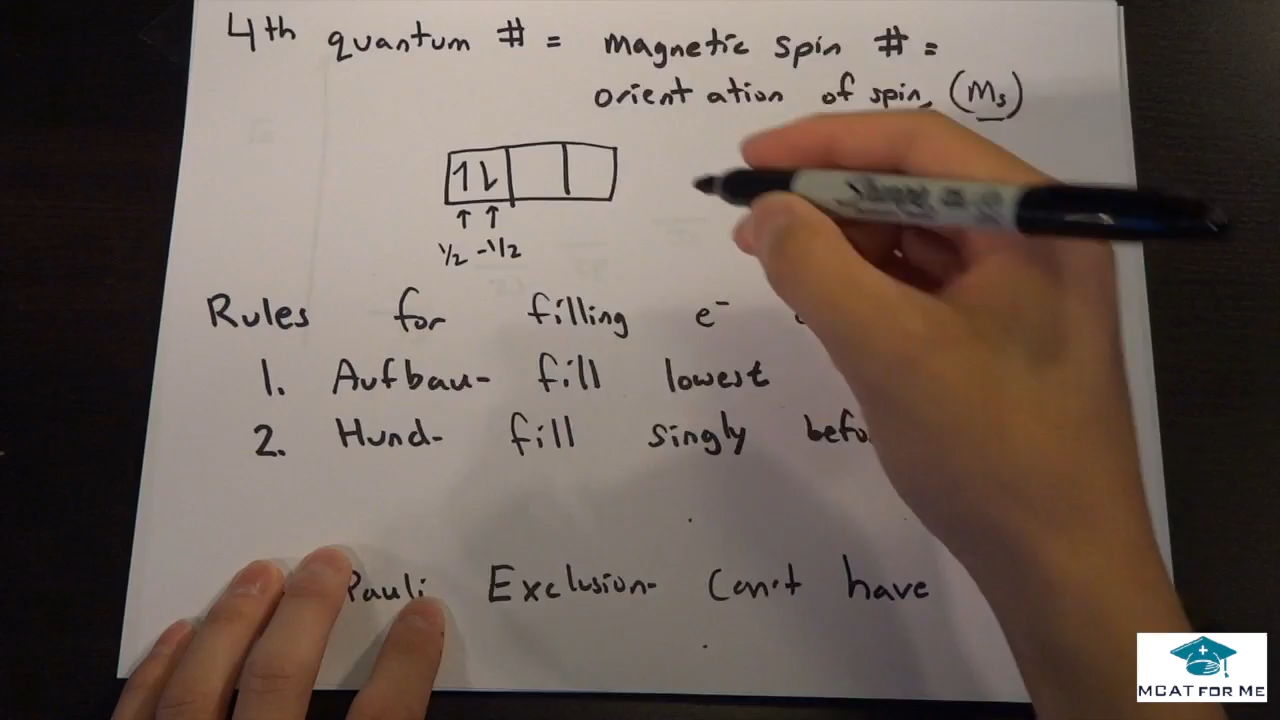 4th quantum # = magnetic spin # =
orientation of spin (Ms)
1/2 -1/2
Rules for filling e⁻
1. Aufbau- fill lowest
2. Hund- fill singly
Pauli Exclusion- Can't have
MCAT FOR ME